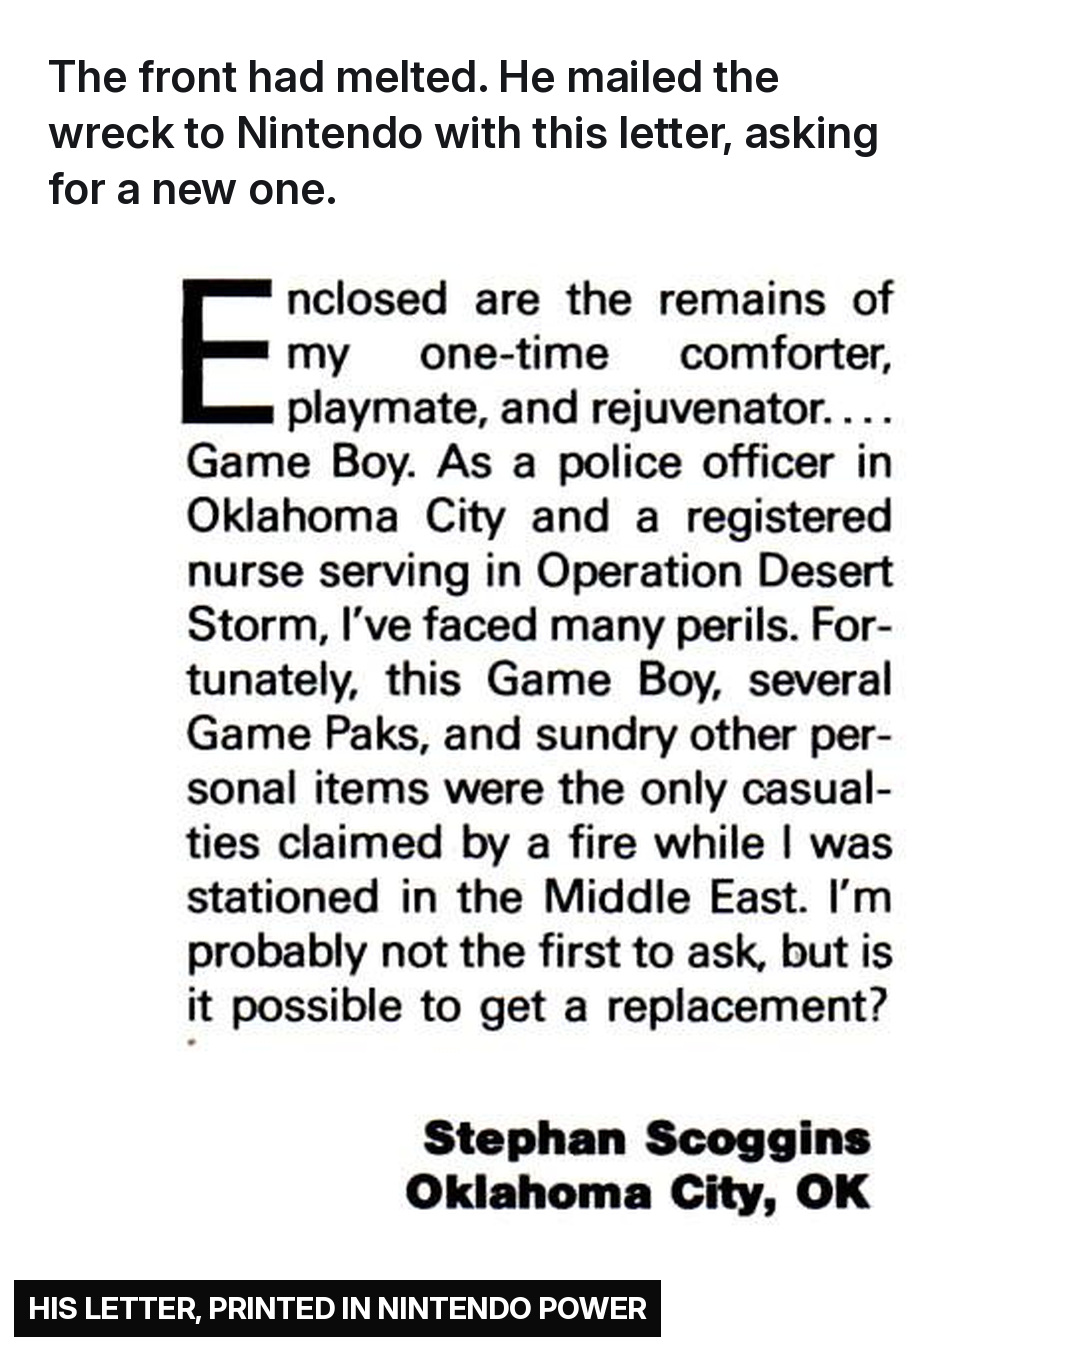 The front had melted. He mailed the
wreck to Nintendo with this letter, asking
for a new one.
Enclosed are the remains of
my one-time comforter,
playmate, and rejuvenator....
Game Boy. As a police officer in
Oklahoma City and a registered
nurse serving in Operation Desert
Storm, I've faced many perils. For-
tunately, this Game Boy, several
Game Paks, and sundry other per-
sonal items were the only casual-
ties claimed by a fire while I was
stationed in the Middle East. I'm
probably not the first to ask, but is
it possible to get a replacement?
Stephan Scoggins
Oklahoma City, OK
HIS LETTER, PRINTED IN NINTENDO POWER